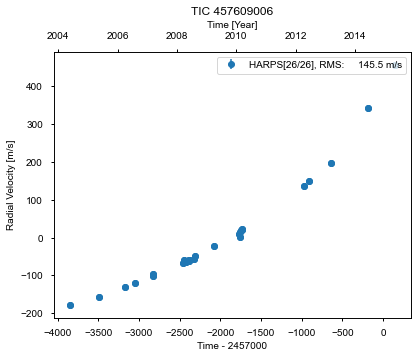 TIC 457609006
Time [Year]
2004 2006 2008 2010 2012 2014
HARPS[26/26], RMS: 145.5 m/s
Radial Velocity [m/s]
400
300
200
100
0
−100
−200
−4000 −3500 −3000 −2500 −2000 −1500 −1000 −500 0
Time - 2457000